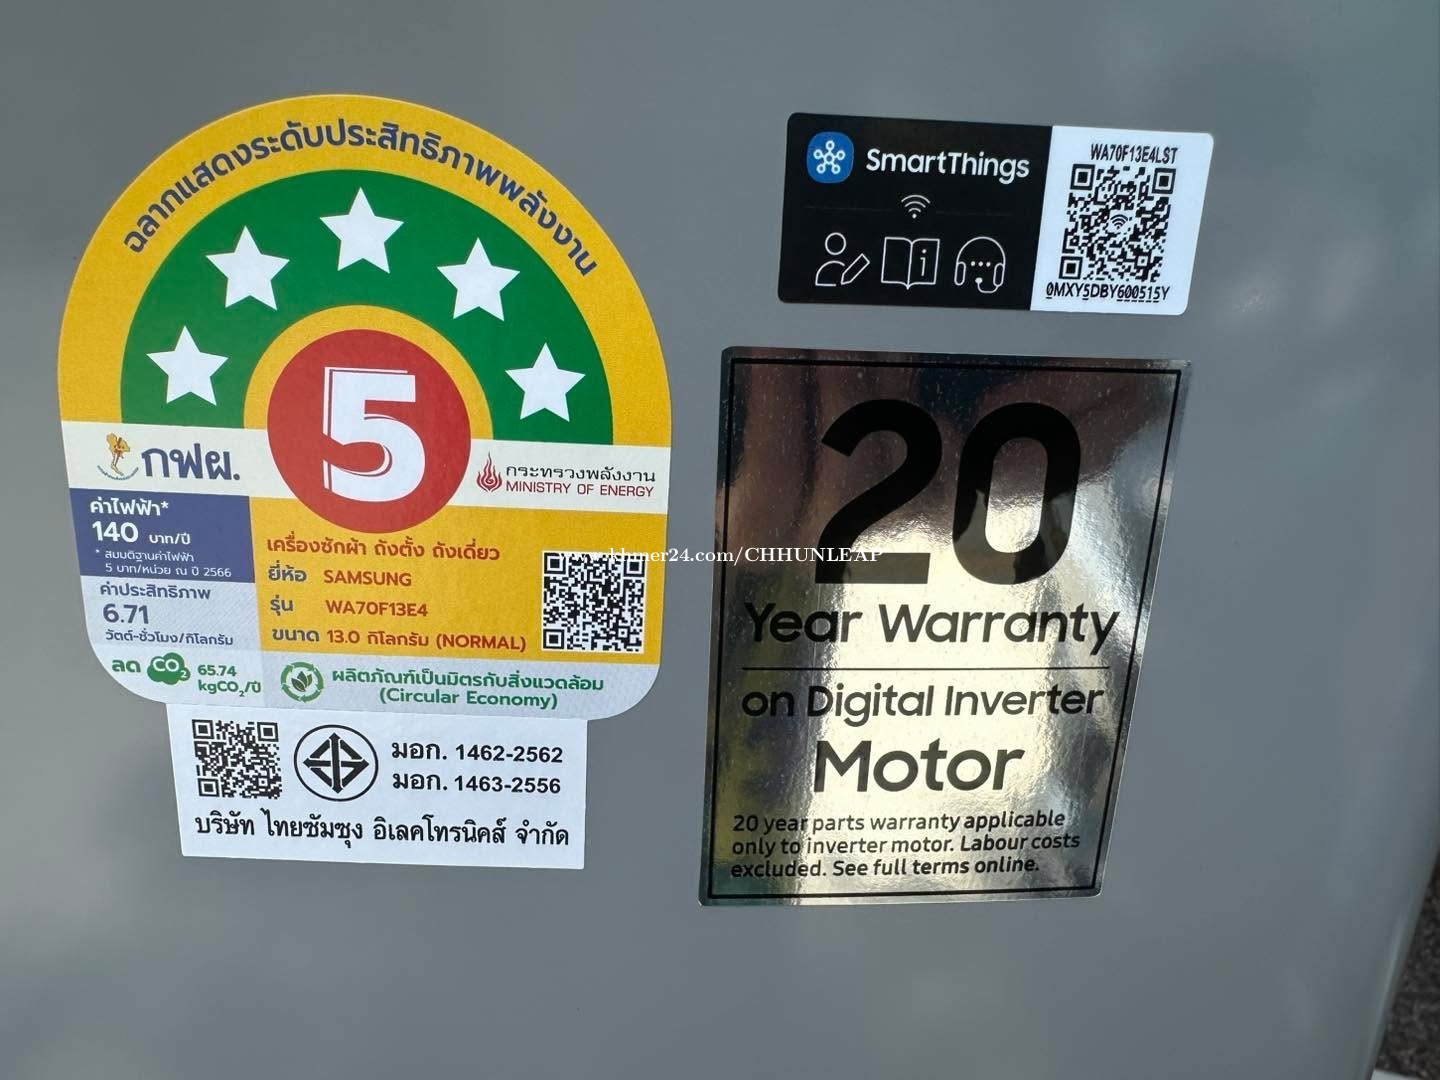 ฉลากแสดงระดับประสิทธิภาพพลังงาน
5
กฟผ.
กระทรวงพลังงาน
MINISTRY OF ENERGY
ค่าไฟฟ้า*
140 บาท/ปี
* สมมติฐานค่าไฟฟ้า
5 บาท/หน่วย ณ ปี 2566
ค่าประสิทธิภาพ
6.71
วัตต์-ชั่วโมง/กิโลกรัม
เครื่องซักผ้า ถังตั้ง ถังเดี่ยว
ยี่ห้อ SAMSUNG
รุ่น WA70F13E4
ขนาด 13.0 กิโลกรัม (NORMAL)
ลด CO2 65.74
kgCO2/ปี
ผลิตภัณฑ์เป็นมิตรกับสิ่งแวดล้อม
(Circular Economy)
มอก. 1462-2562
มอก. 1463-2556
บริษัท ไทยซัมซุง อิเลคโทรนิคส์ จำกัด
SmartThings
WA70F13E4LST
0MXY5DBY600515Y
20
Year Warranty
on Digital Inverter
Motor
20 year parts warranty applicable
only to inverter motor. Labour costs
excluded. See full terms online.
www.khmer24.com/CHHUNLEAP